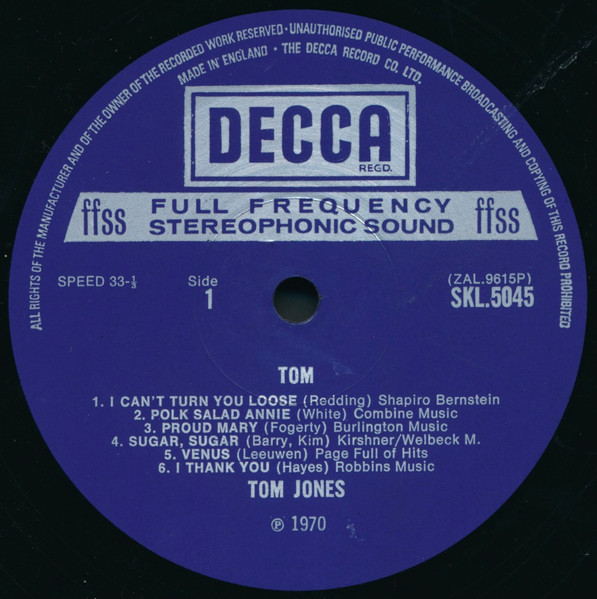 ALL RIGHTS OF THE MANUFACTURER AND OF THE OWNER OF THE RECORDED WORK RESERVED · UNAUTHORISED PUBLIC PERFORMANCE BROADCASTING AND COPYING OF THIS RECORD PROHIBITED
MADE IN ENGLAND · THE DECCA RECORD CO. LTD.
DECCA
REGD.
ffss FULL FREQUENCY ffss
STEREOPHONIC SOUND
SPEED 33-⅓ Side (ZAL.9615P)
1 SKL.5045
TOM
1. I CAN'T TURN YOU LOOSE (Redding) Shapiro Bernstein
2. POLK SALAD ANNIE (White) Combine Music
3. PROUD MARY (Fogerty) Burlington Music
4. SUGAR, SUGAR (Barry, Kim) Kirshner/Welbeck M.
5. VENUS (Leeuwen) Page Full of Hits
6. I THANK YOU (Hayes) Robbins Music
TOM JONES
℗ 1970